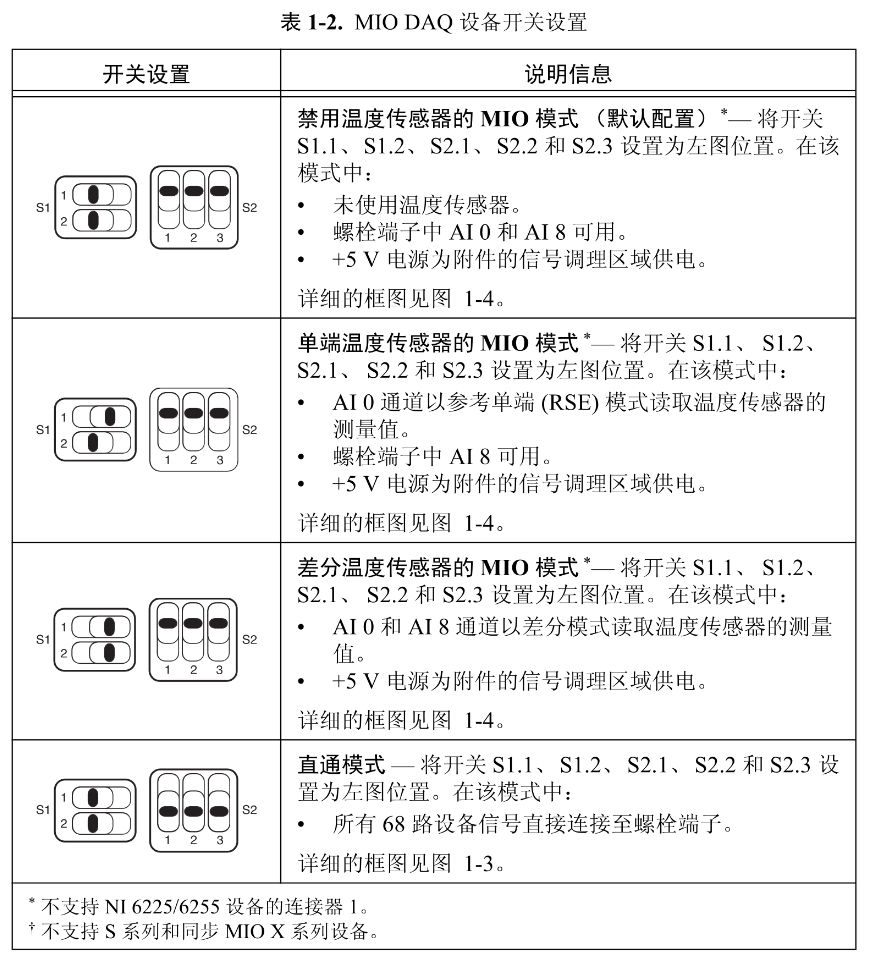 表 1-2. MIO DAQ 设备开关设置
开关设置
说明信息
S1
1
2
1 2 3
S2
禁用温度传感器的 MIO 模式 （默认配置）*— 将开关
S1.1、S1.2、S2.1、S2.2 和 S2.3 设置为左图位置。在该
模式中：
• 未使用温度传感器。
• 螺栓端子中 AI 0 和 AI 8 可用。
• +5 V 电源为附件的信号调理区域供电。
详细的框图见图 1-4。
S1
1
2
1 2 3
S2
单端温度传感器的 MIO 模式 *— 将开关 S1.1、 S1.2、
S2.1、 S2.2 和 S2.3 设置为左图位置。在该模式中：
• AI 0 通道以参考单端 (RSE) 模式读取温度传感器的
测量值。
• 螺栓端子中 AI 8 可用。
• +5 V 电源为附件的信号调理区域供电。
详细的框图见图 1-4。
S1
1
2
1 2 3
S2
差分温度传感器的 MIO 模式 *— 将开关 S1.1、 S1.2、
S2.1、 S2.2 和 S2.3 设置为左图位置。在该模式中：
• AI 0 和 AI 8 通道以差分模式读取温度传感器的测量
值。
• +5 V 电源为附件的信号调理区域供电。
详细的框图见图 1-4。
S1
1
2
1 2 3
S2
直通模式 — 将开关 S1.1、S1.2、S2.1、S2.2 和 S2.3 设
置为左图位置。在该模式中：
• 所有 68 路设备信号直接连接至螺栓端子。
详细的框图见图 1-3。
* 不支持 NI 6225/6255 设备的连接器 1。
† 不支持 S 系列和同步 MIO X 系列设备。